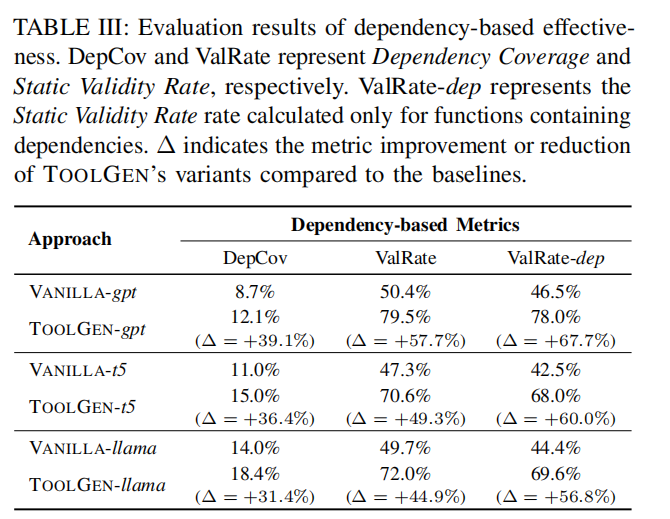 TABLE III: Evaluation results of dependency-based effective-
ness. DepCov and ValRate represent Dependency Coverage and
Static Validity Rate, respectively. ValRate-dep represents the
Static Validity Rate rate calculated only for functions containing
dependencies. Δ indicates the metric improvement or reduction
of TOOLGEN's variants compared to the baselines.
Approach Dependency-based Metrics
DepCov ValRate ValRate-dep
VANILLA-gpt 8.7% 50.4% 46.5%
TOOLGEN-gpt 12.1% 79.5% 78.0%
(Δ = +39.1%) (Δ = +57.7%) (Δ = +67.7%)
VANILLA-t5 11.0% 47.3% 42.5%
TOOLGEN-t5 15.0% 70.6% 68.0%
(Δ = +36.4%) (Δ = +49.3%) (Δ = +60.0%)
VANILLA-llama 14.0% 49.7% 44.4%
TOOLGEN-llama 18.4% 72.0% 69.6%
(Δ = +31.4%) (Δ = +44.9%) (Δ = +56.8%)